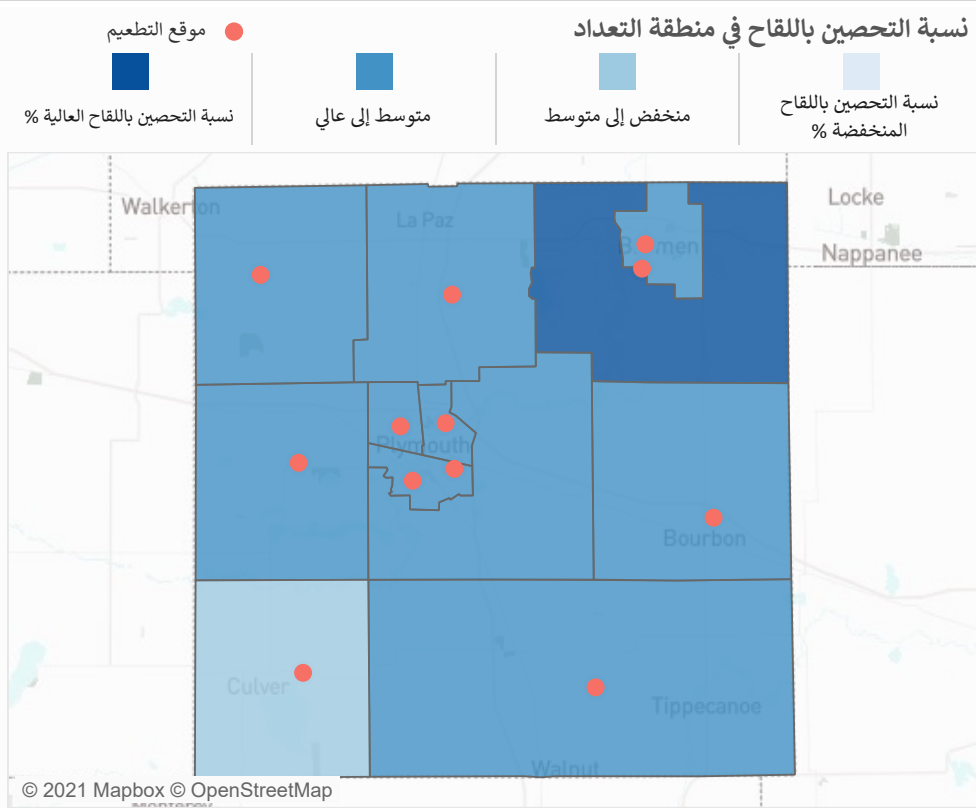 نسبة التحصين باللقاح في منطقة التعداد
موقع التطعيم
نسبة التحصين باللقاح
المنخفضة %
منخفض إلى متوسط
متوسط إلى عالي
نسبة التحصين باللقاح العالية %
Walkerton
La Paz
Locke
Nappanee
Plymouth
Bourbon
Culver
Tippecanoe
Walnut
© 2021 Mapbox © OpenStreetMap